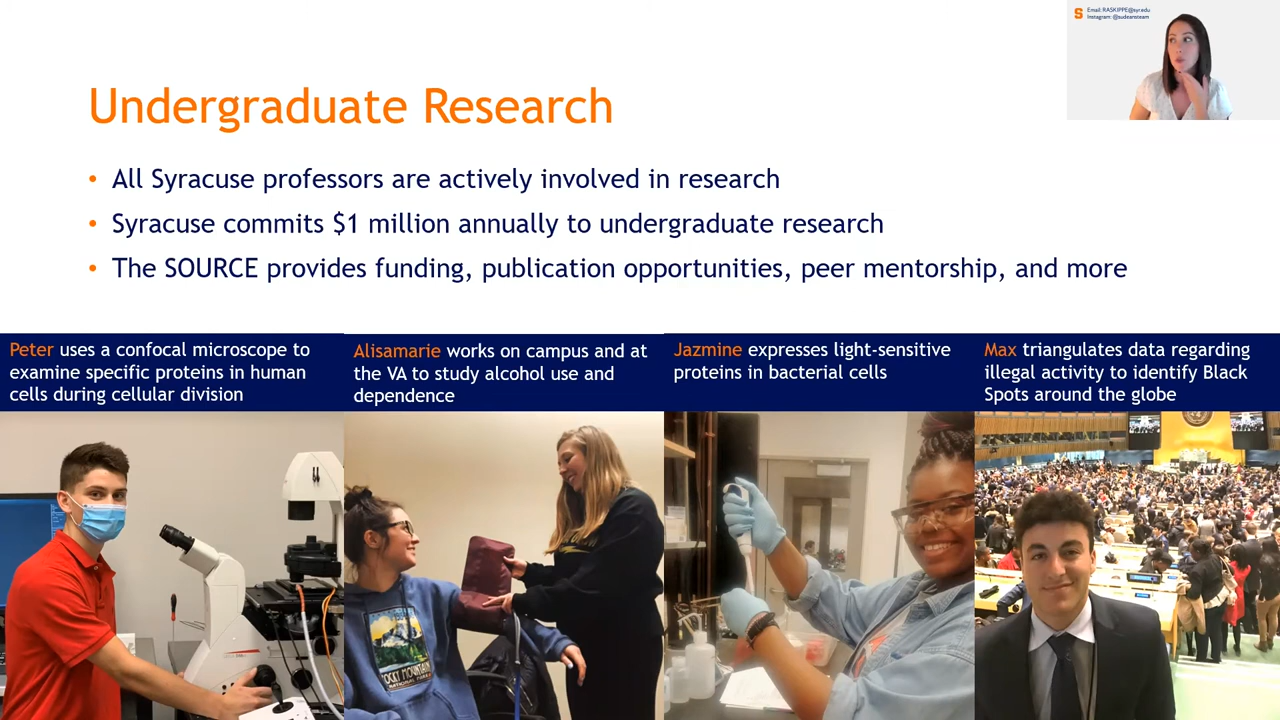 Email: RASKIPPE@syr.edu
Instagram: @sudeansteam
S
Undergraduate Research
• All Syracuse professors are actively involved in research
• Syracuse commits $1 million annually to undergraduate research
• The SOURCE provides funding, publication opportunities, peer mentorship, and more
Peter uses a confocal microscope to
examine specific proteins in human
cells during cellular division
Alisamarie works on campus and at
the VA to study alcohol use and
dependence
Jazmine expresses light-sensitive
proteins in bacterial cells
Max triangulates data regarding
illegal activity to identify Black
Spots around the globe
ROCKY MOUNTAIN
NATIONAL PARK